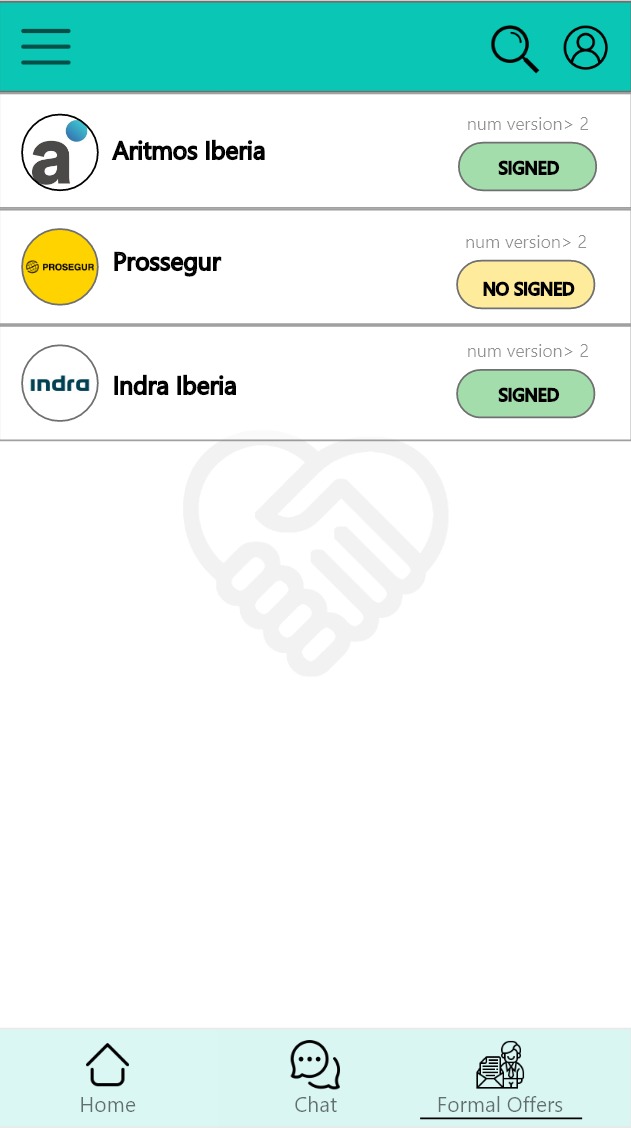 num version> 2
a
Aritmos Iberia
SIGNED
num version> 2
PROSEGUR
Prossegur
NO SIGNED
num version> 2
indra
Indra Iberia
SIGNED
Home
Chat
Formal Offers